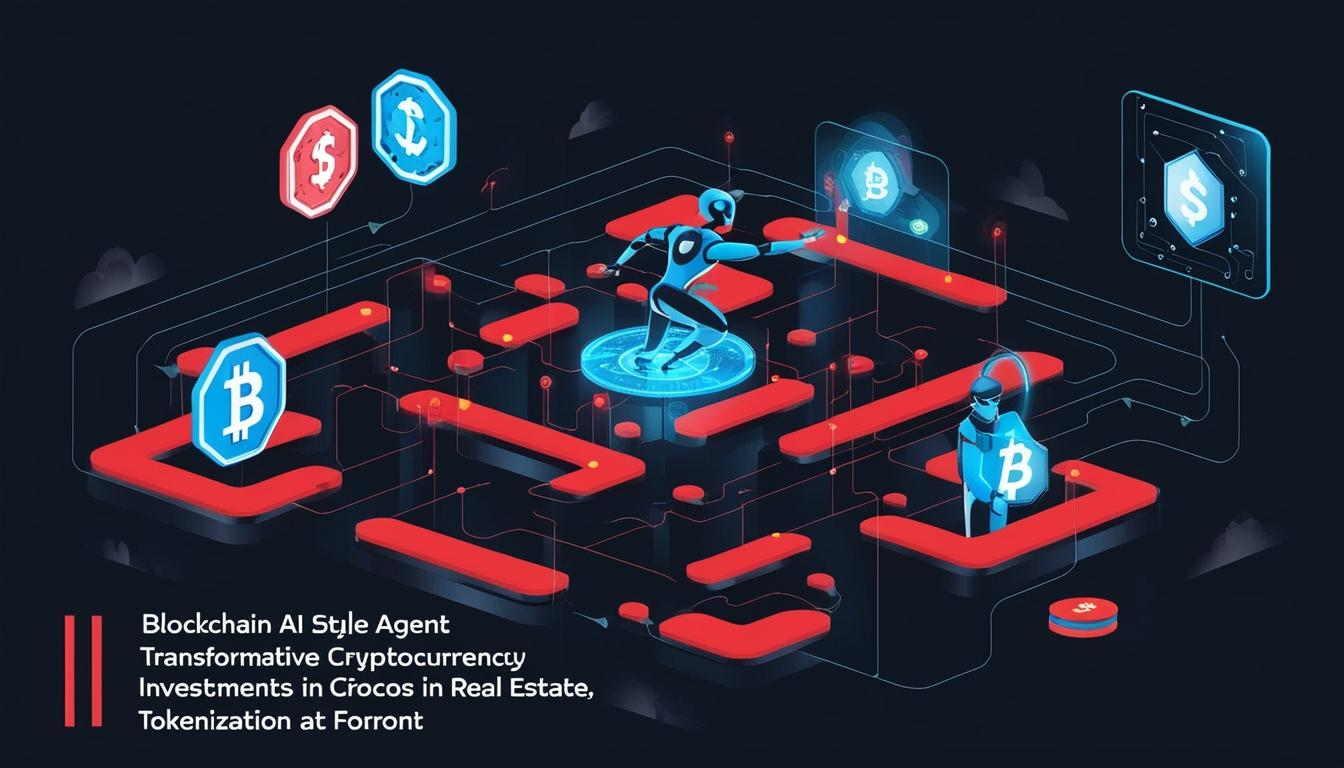 Blockchain AI Style Agent
Transformative Cryptocurrency
Investments in Crocos in Real Estate,
Tokenization at Forront